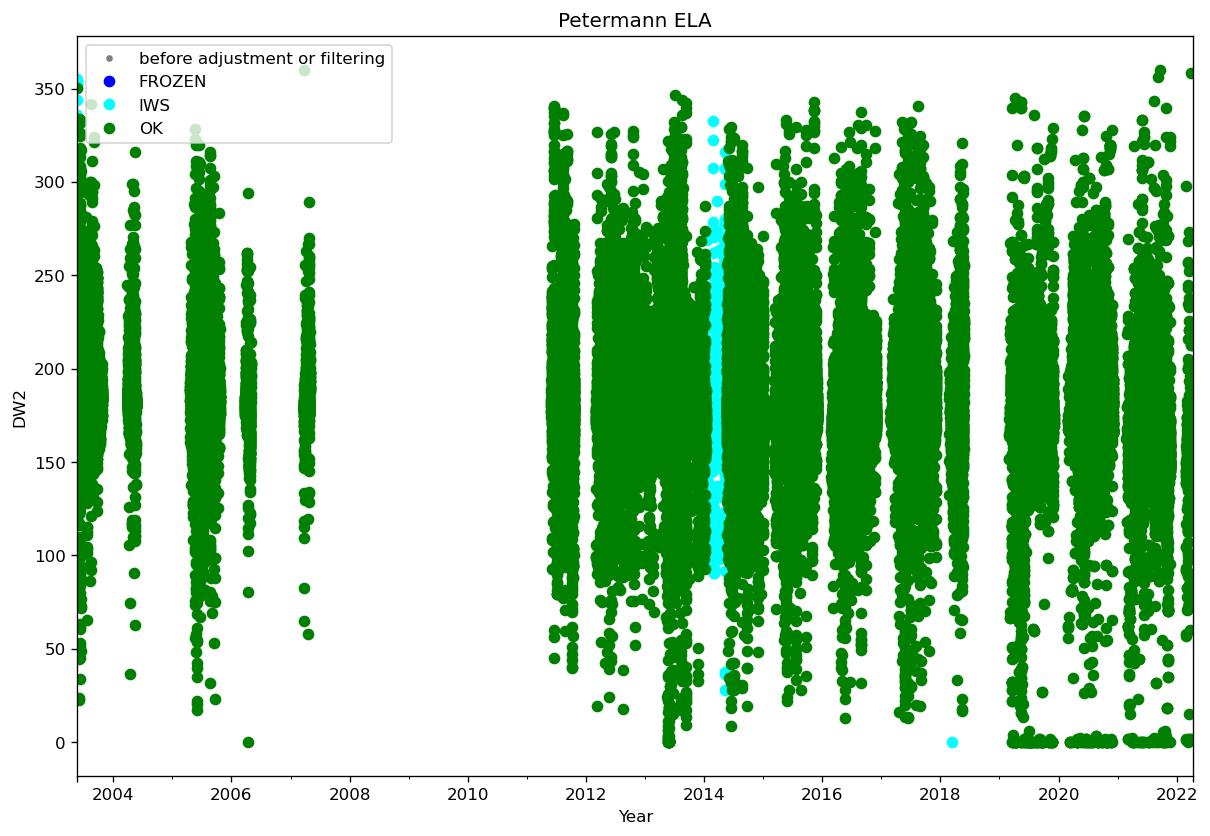 Petermann ELA
before adjustment or filtering
FROZEN
IWS
OK
350
300
250
200
150
100
50
0
DW2
2004 2006 2008 2010 2012 2014 2016 2018 2020 2022
Year